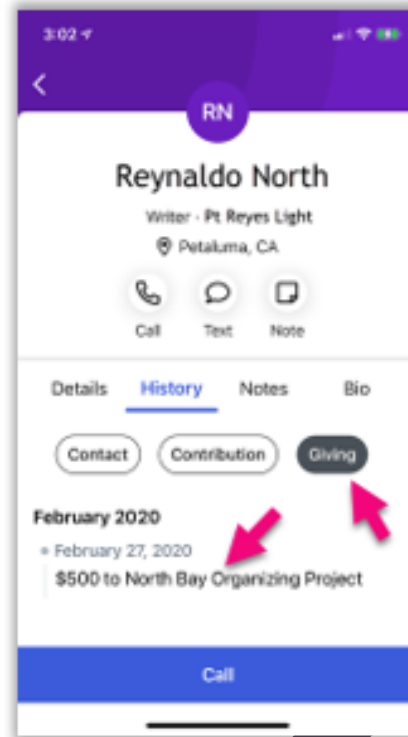 3:02
RN
Reynaldo North
Writer - Pt Reyes Light
Petaluma, CA
Call Text Note
Details History Notes Bio
Contact Contribution Giving
February 2020
February 27, 2020
$500 to North Bay Organizing Project
Call